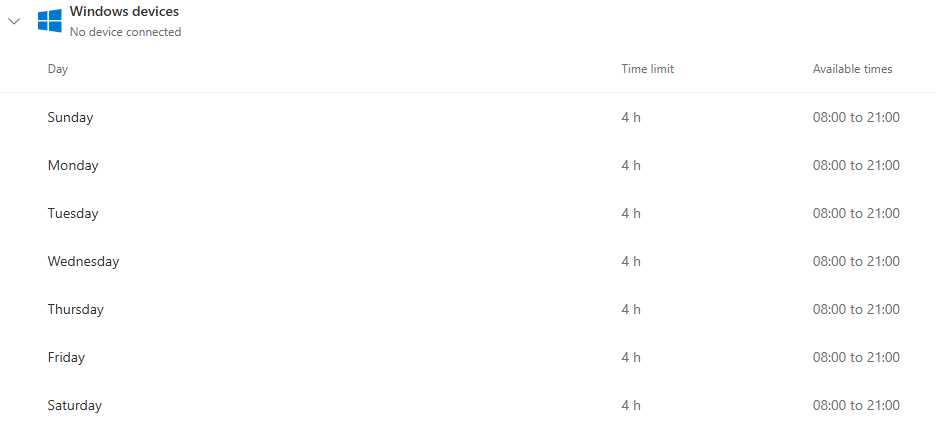 Windows devices
No device connected
Day Time limit Available times
Sunday 4 h 08:00 to 21:00
Monday 4 h 08:00 to 21:00
Tuesday 4 h 08:00 to 21:00
Wednesday 4 h 08:00 to 21:00
Thursday 4 h 08:00 to 21:00
Friday 4 h 08:00 to 21:00
Saturday 4 h 08:00 to 21:00